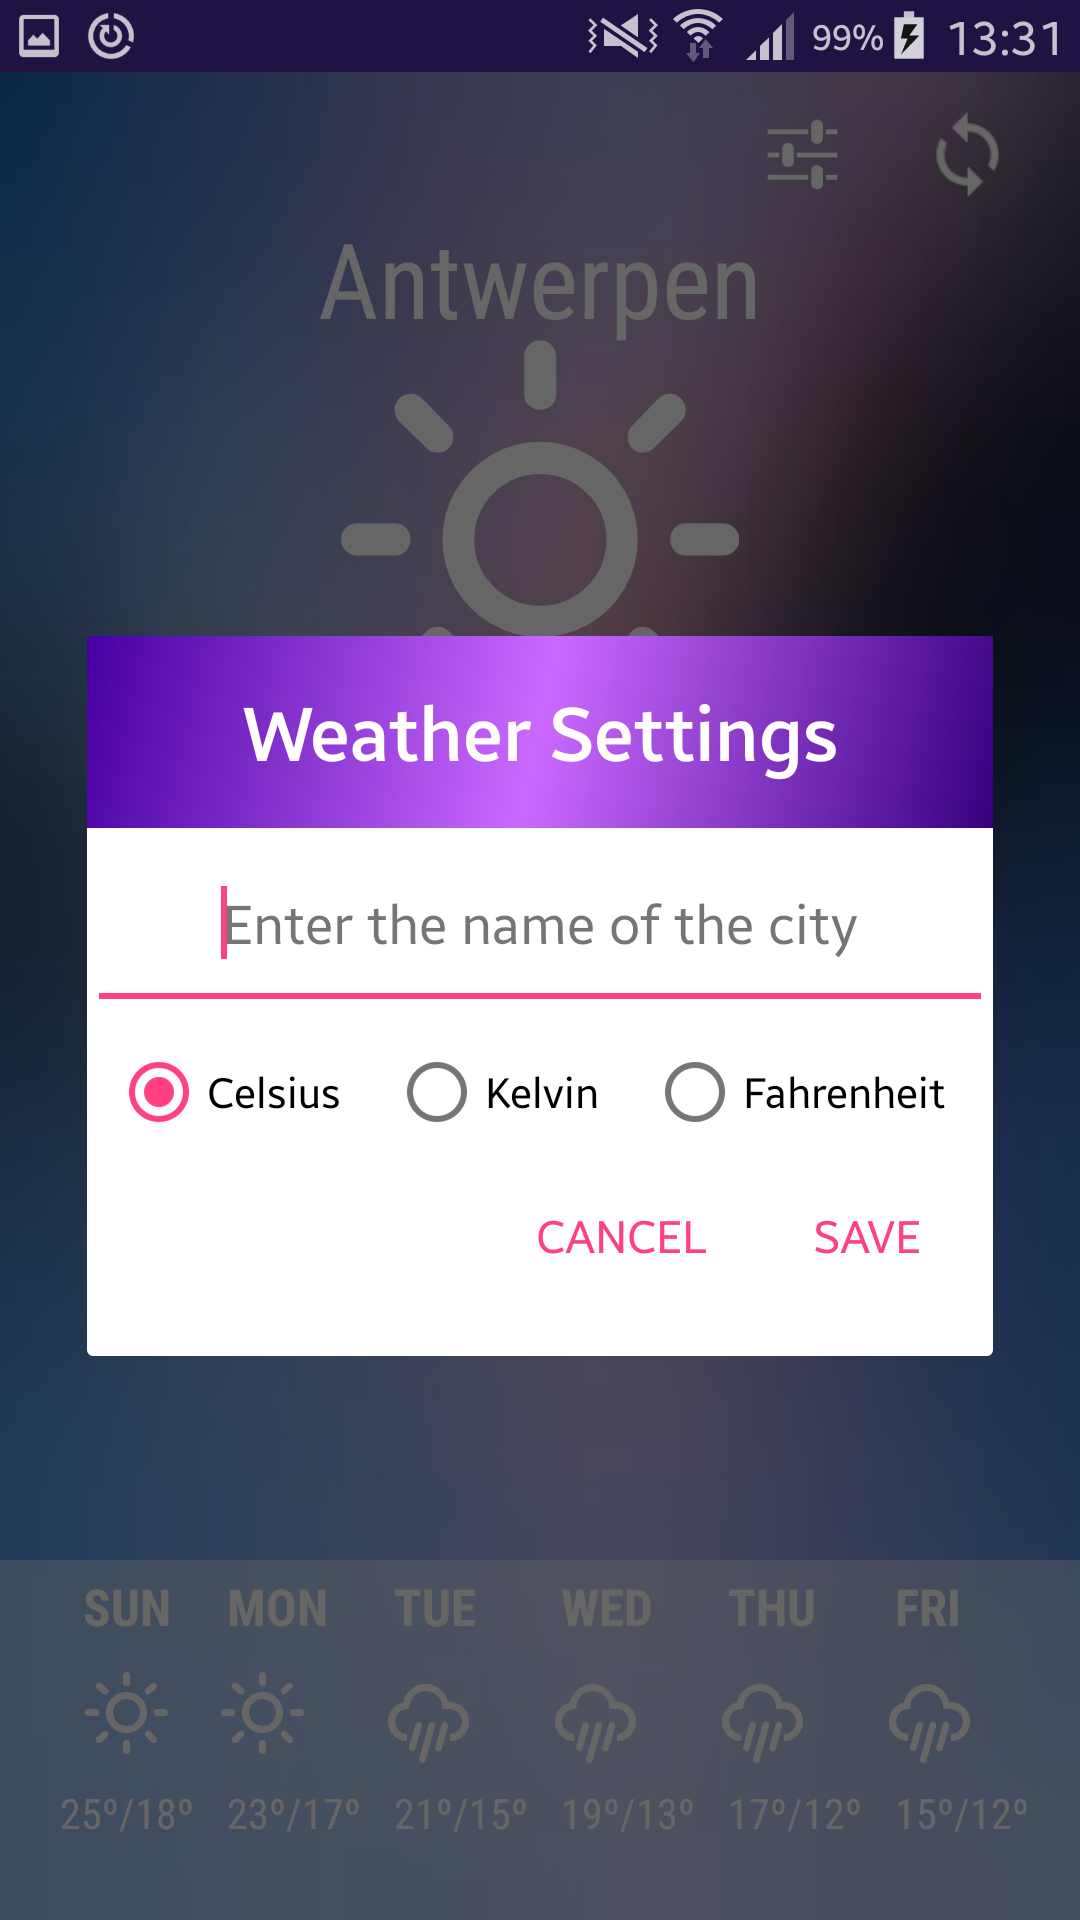 99% 13:31
Antwerpen
Weather Settings
Enter the name of the city
Celsius Kelvin Fahrenheit
CANCEL SAVE
SUN MON TUE WED THU FRI
25º/18º 23º/17º 21º/15º 19º/13º 17º/12º 15º/12º